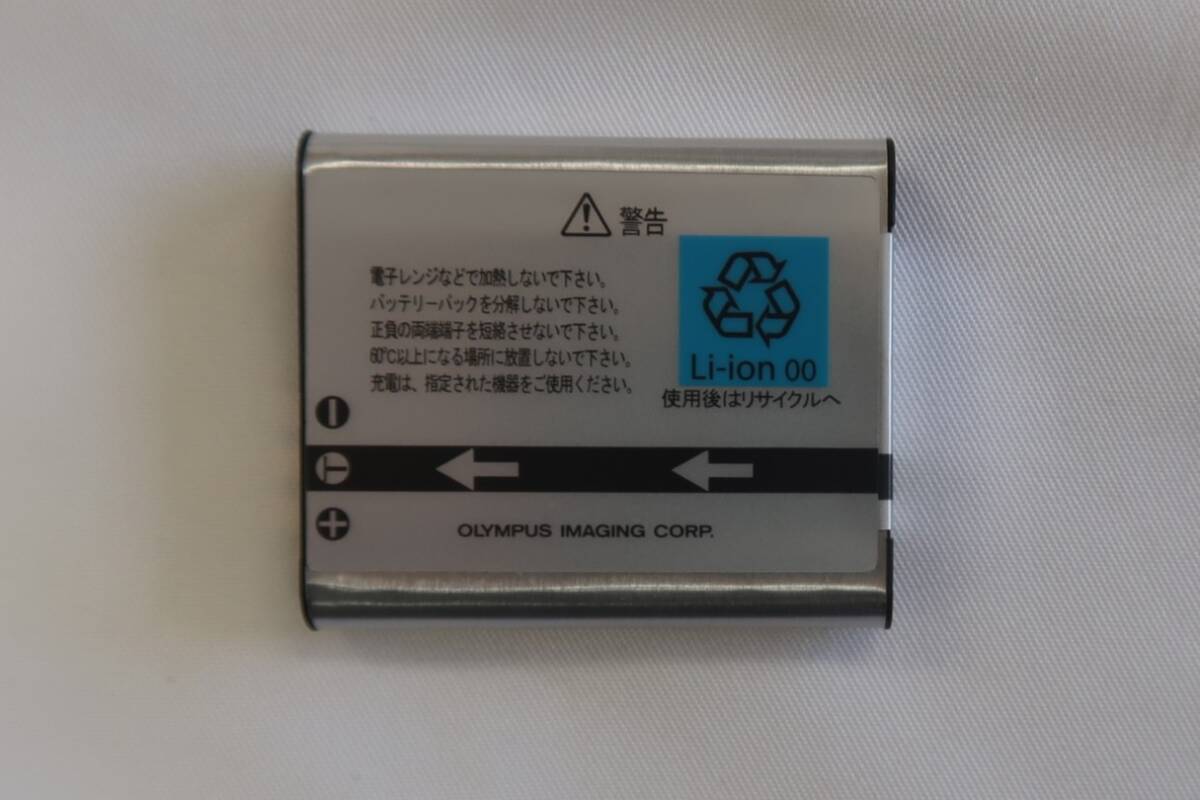 警告
電子レンジなどで加熱しないで下さい。
バッテリーパックを分解しないで下さい。
正負の両端端子を短絡させないで下さい。
60℃以上になる場所に放置しないで下さい。
充電は、指定された機器をご使用ください。
Li-ion 00
使用後はリサイクルへ
OLYMPUS IMAGING CORP.